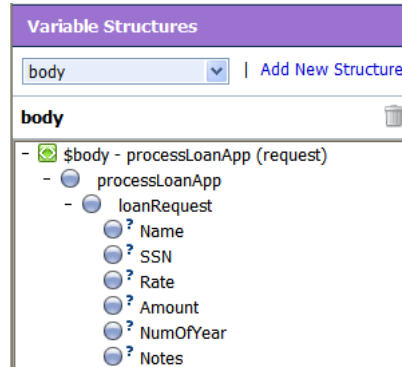 Variable Structures
body | Add New Structure
body
- $body - processLoanApp (request)
- processLoanApp
- loanRequest
? Name
? SSN
? Rate
? Amount
? NumOfYear
? Notes